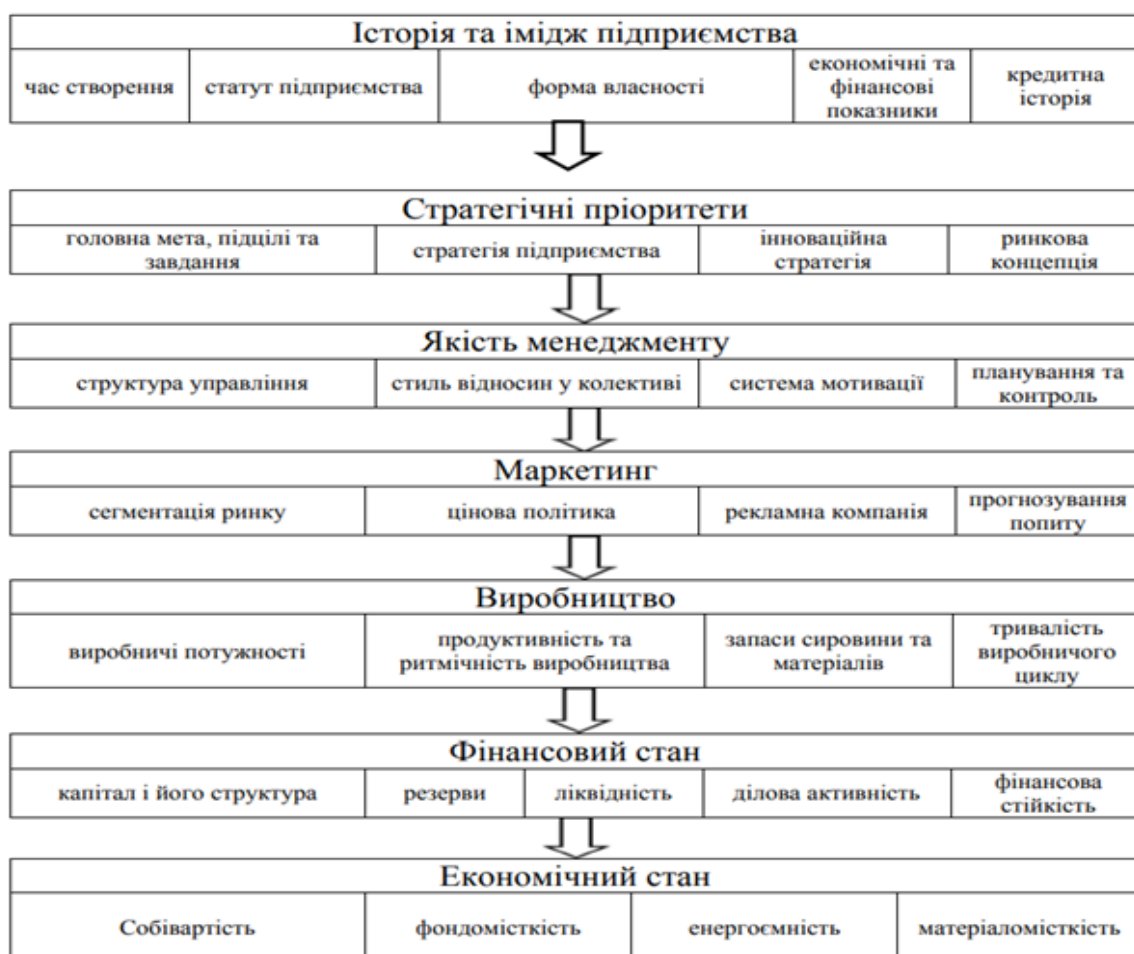 Історія та імідж підприємства
час створення
статут підприємства
форма власності
економічні та
фінансові
показники
кредитна
історія
Стратегічні пріоритети
головна мета, підцілі та
завдання
стратегія підприємства
інноваційна
стратегія
ринкова
концепція
Якість менеджменту
структура управління
стиль відносин у колективі
система мотивації
планування та
контроль
Маркетинг
сегментація ринку
цінова політика
рекламна компанія
прогнозування
попиту
Виробництво
виробничі потужності
продуктивність та
ритмічність виробництва
запаси сировини та
матеріалів
тривалість
виробничого
циклу
Фінансовий стан
капітал і його структура
резерви
ліквідність
ділова активність
фінансова
стійкість
Економічний стан
Собівартість
фондомісткість
енергоємність
матеріаломісткість